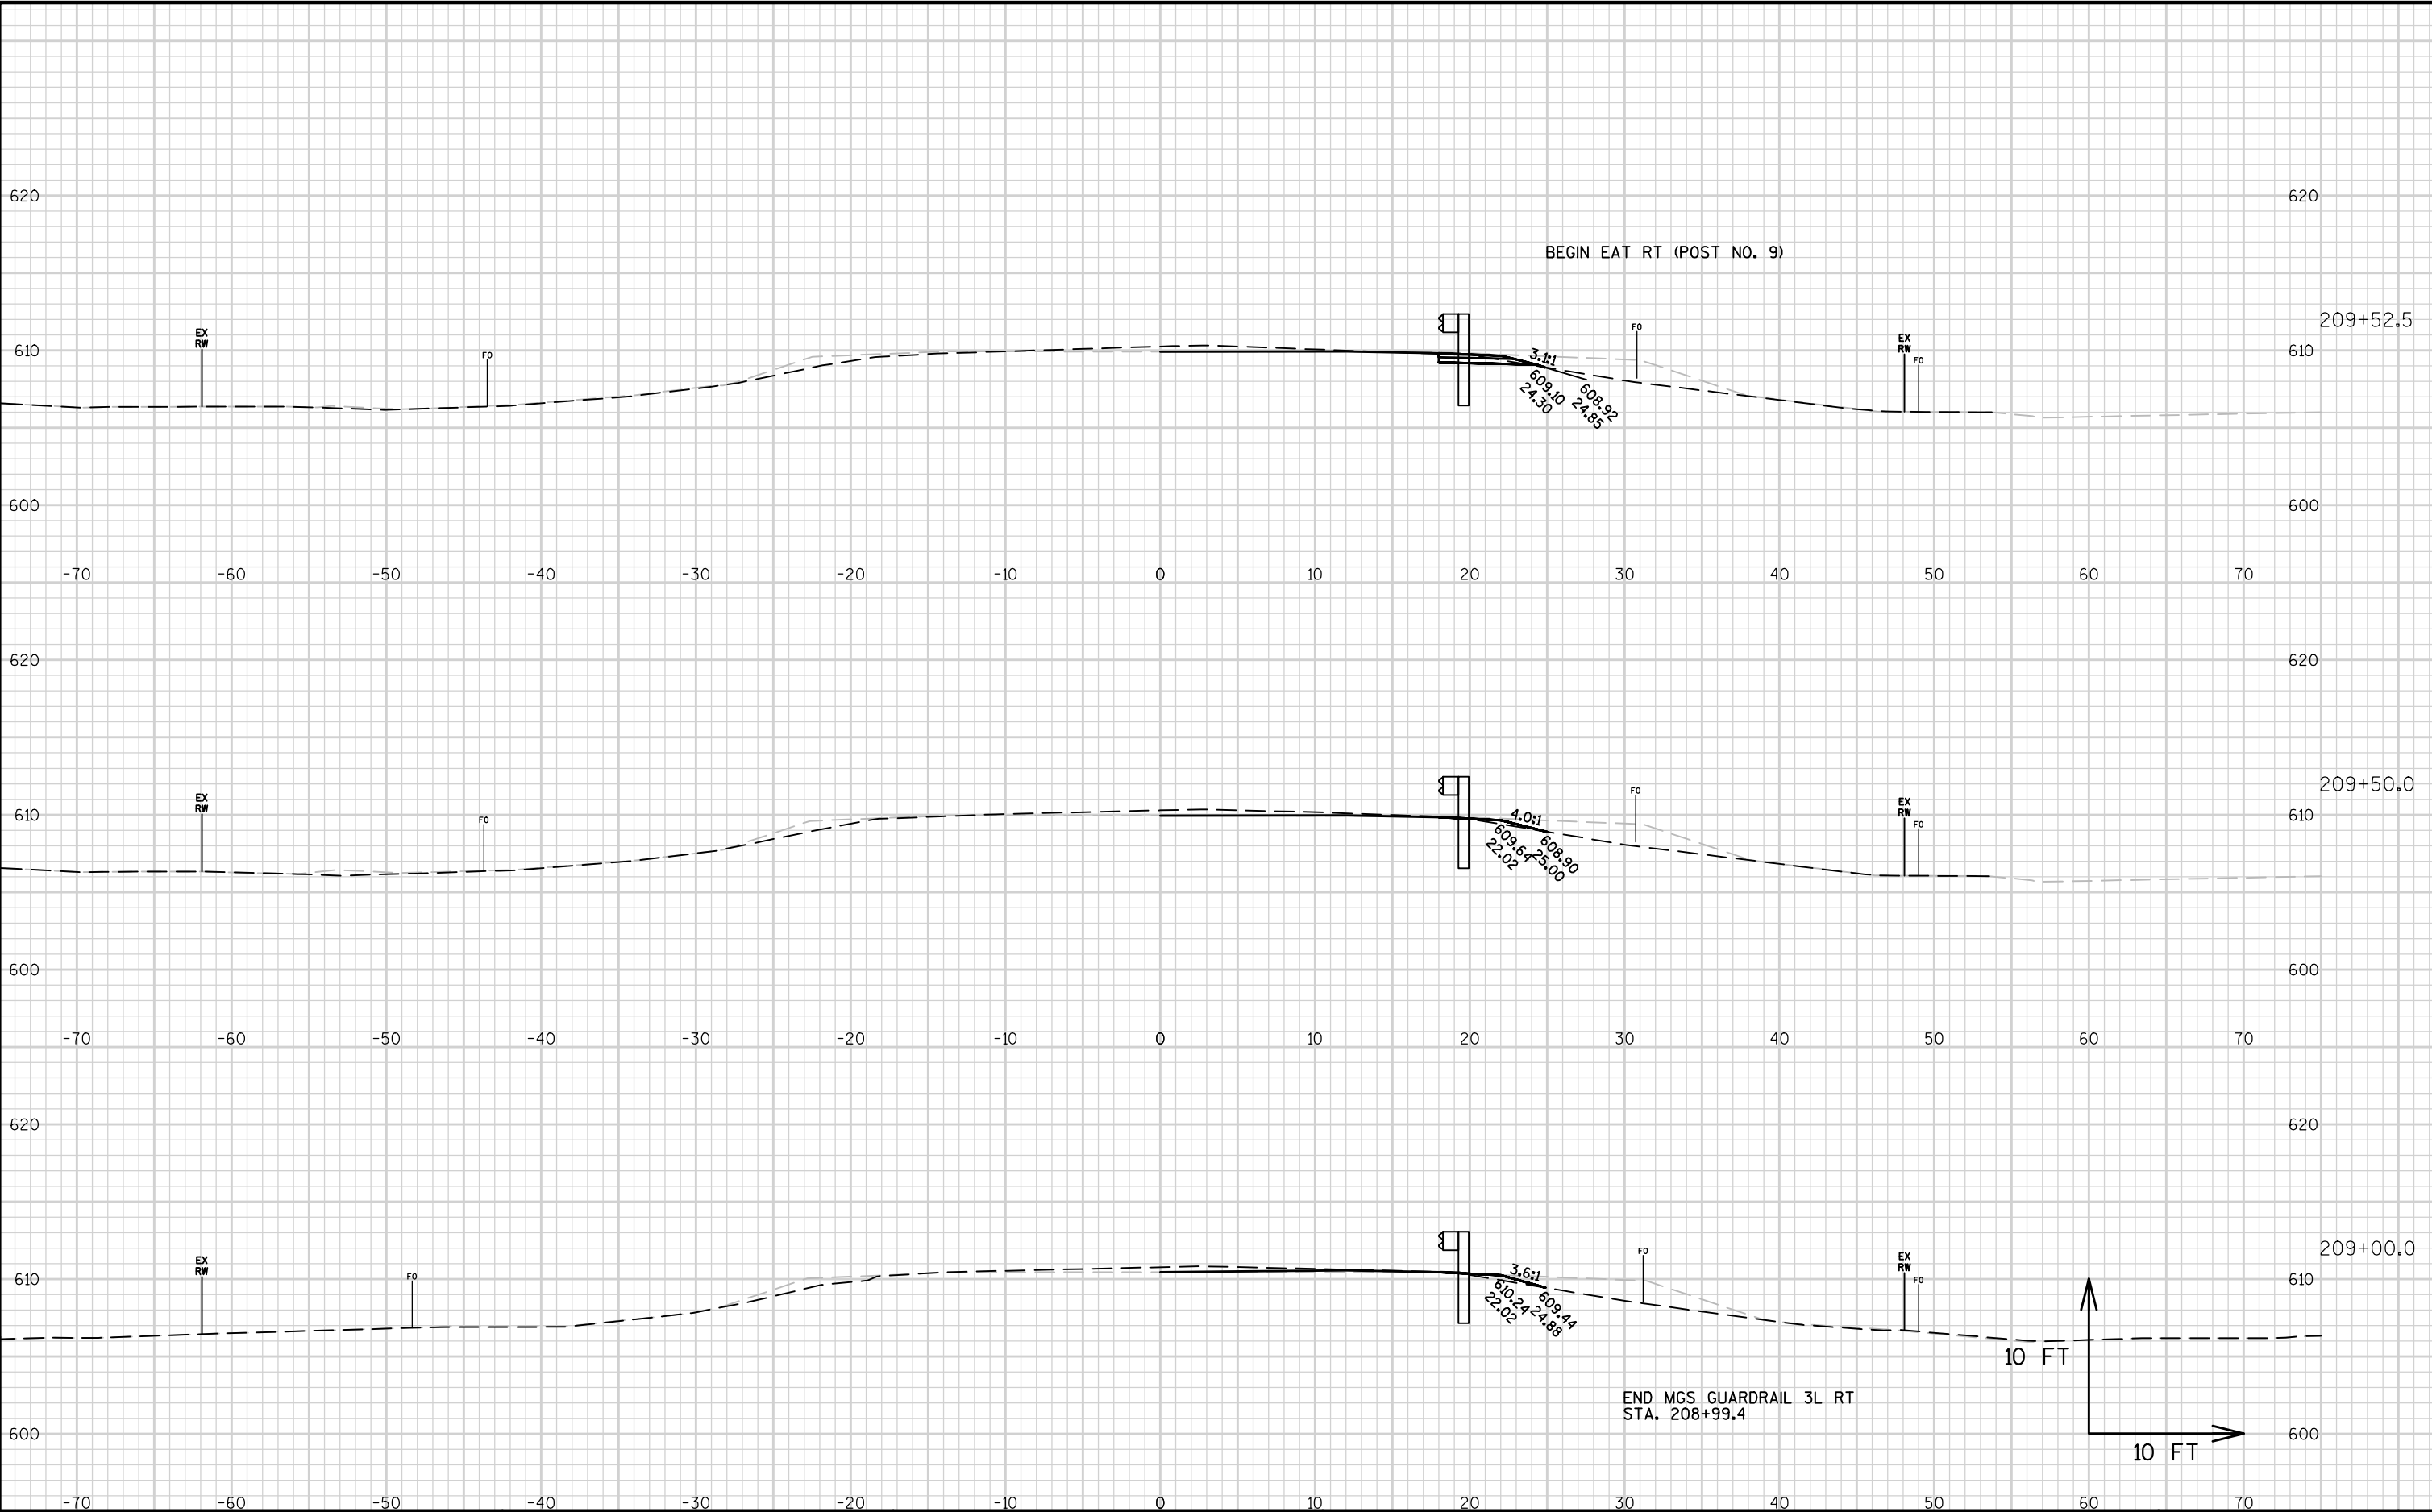 620 620
BEGIN EAT RT (POST NO. 9)
209+52.5
EX
RW
FO
610
FO
EX
RW
FO
610
3.1:1
609.10
24.30
608.92
24.85
600 600
-70 -60 -50 -40 -30 -20 -10 0 10 20 30 40 50 60 70
620 620
209+50.0
EX
RW
FO
610
FO
EX
RW
FO
610
4.0:1
609.64
22.02
608.90
25.00
600 600
-70 -60 -50 -40 -30 -20 -10 0 10 20 30 40 50 60 70
620 620
209+00.0
EX
RW
FO
610
FO
EX
RW
FO
610
3.6:1
610.24
22.02
609.44
24.88
10 FT
END MGS GUARDRAIL 3L RT
STA. 208+99.4
600 600
10 FT
-70 -60 -50 -40 -30 -20 -10 0 10 20 30 40 50 60 70